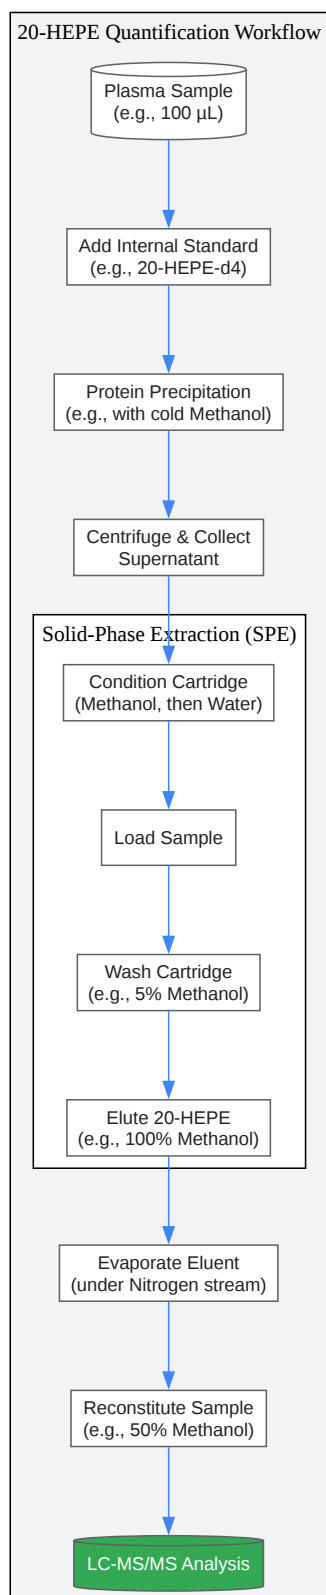 20-HEPE Quantification Workflow
Plasma Sample
(e.g., 100 µL)
Add Internal Standard
(e.g., 20-HEPE-d4)
Protein Precipitation
(e.g., with cold Methanol)
Centrifuge & Collect
Supernatant
Solid-Phase Extraction (SPE)
Condition Cartridge
(Methanol, then Water)
Load Sample
Wash Cartridge
(e.g., 5% Methanol)
Elute 20-HEPE
(e.g., 100% Methanol)
Evaporate Eluent
(under Nitrogen stream)
Reconstitute Sample
(e.g., 50% Methanol)
LC-MS/MS Analysis